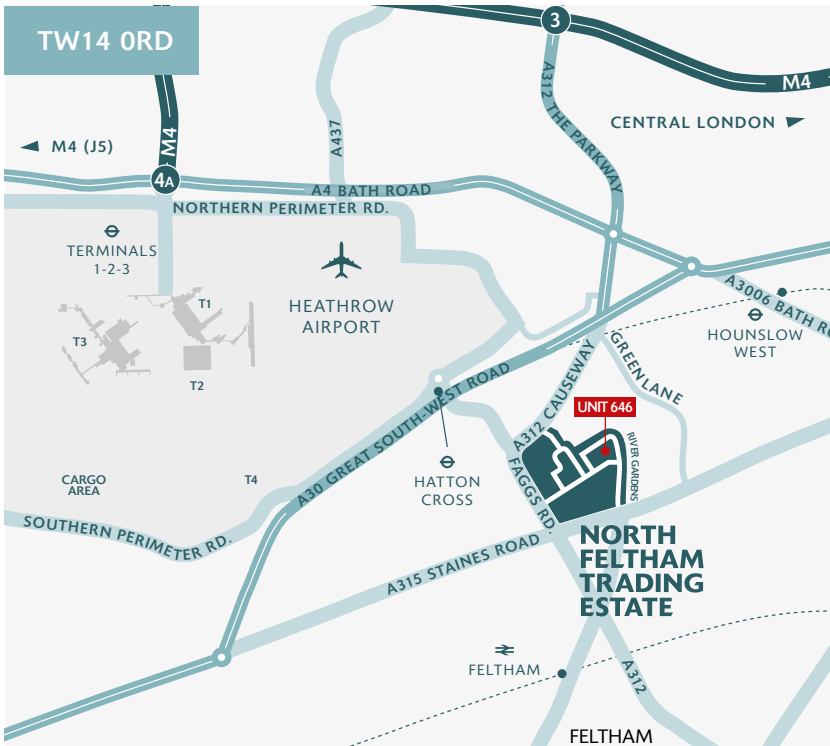 TW14 0RD
3
M4
M4
A312 THE PARKWAY
CENTRAL LONDON
M4 (J5)
A437
4A
A4 BATH ROAD
NORTHERN PERIMETER RD.
TERMINALS
1-2-3
HEATHROW
AIRPORT
T1
T3
T2
A3006 BATH RO
HOUNSLOW
WEST
GREEN LANE
A312 CAUSEWAY
UNIT 646
RIVER GARDENS
A30 GREAT SOUTH-WEST ROAD
FAGGS RD.
HATTON
CROSS
CARGO
AREA
T4
SOUTHERN PERIMETER RD.
A315 STAINES ROAD
NORTH
FELTHAM
TRADING
ESTATE
FELTHAM
A312
FELTHAM